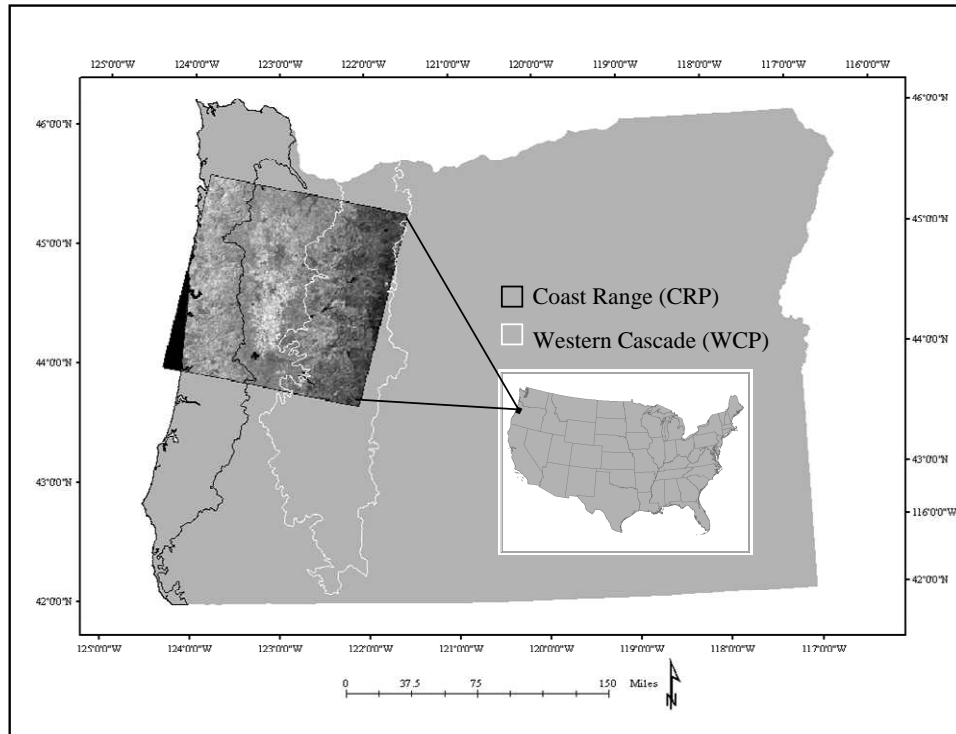 125°0'0"W 124°0'0"W 123°0'0"W 122°0'0"W 121°0'0"W 120°0'0"W 119°0'0"W 118°0'0"W 117°0'0"W 116°0'0"W
46°0'0"N 46°0'0"N
45°0'0"N 45°0'0"N
Coast Range (CRP)
Western Cascade (WCP)
44°0'0"N 44°0'0"N
43°0'0"N 43°0'0"N
116°0'0"W
42°0'0"N 42°0'0"N
125°0'0"W 124°0'0"W 123°0'0"W 122°0'0"W 121°0'0"W 120°0'0"W 119°0'0"W 118°0'0"W 117°0'0"W
0 37.5 75 150 Miles
N